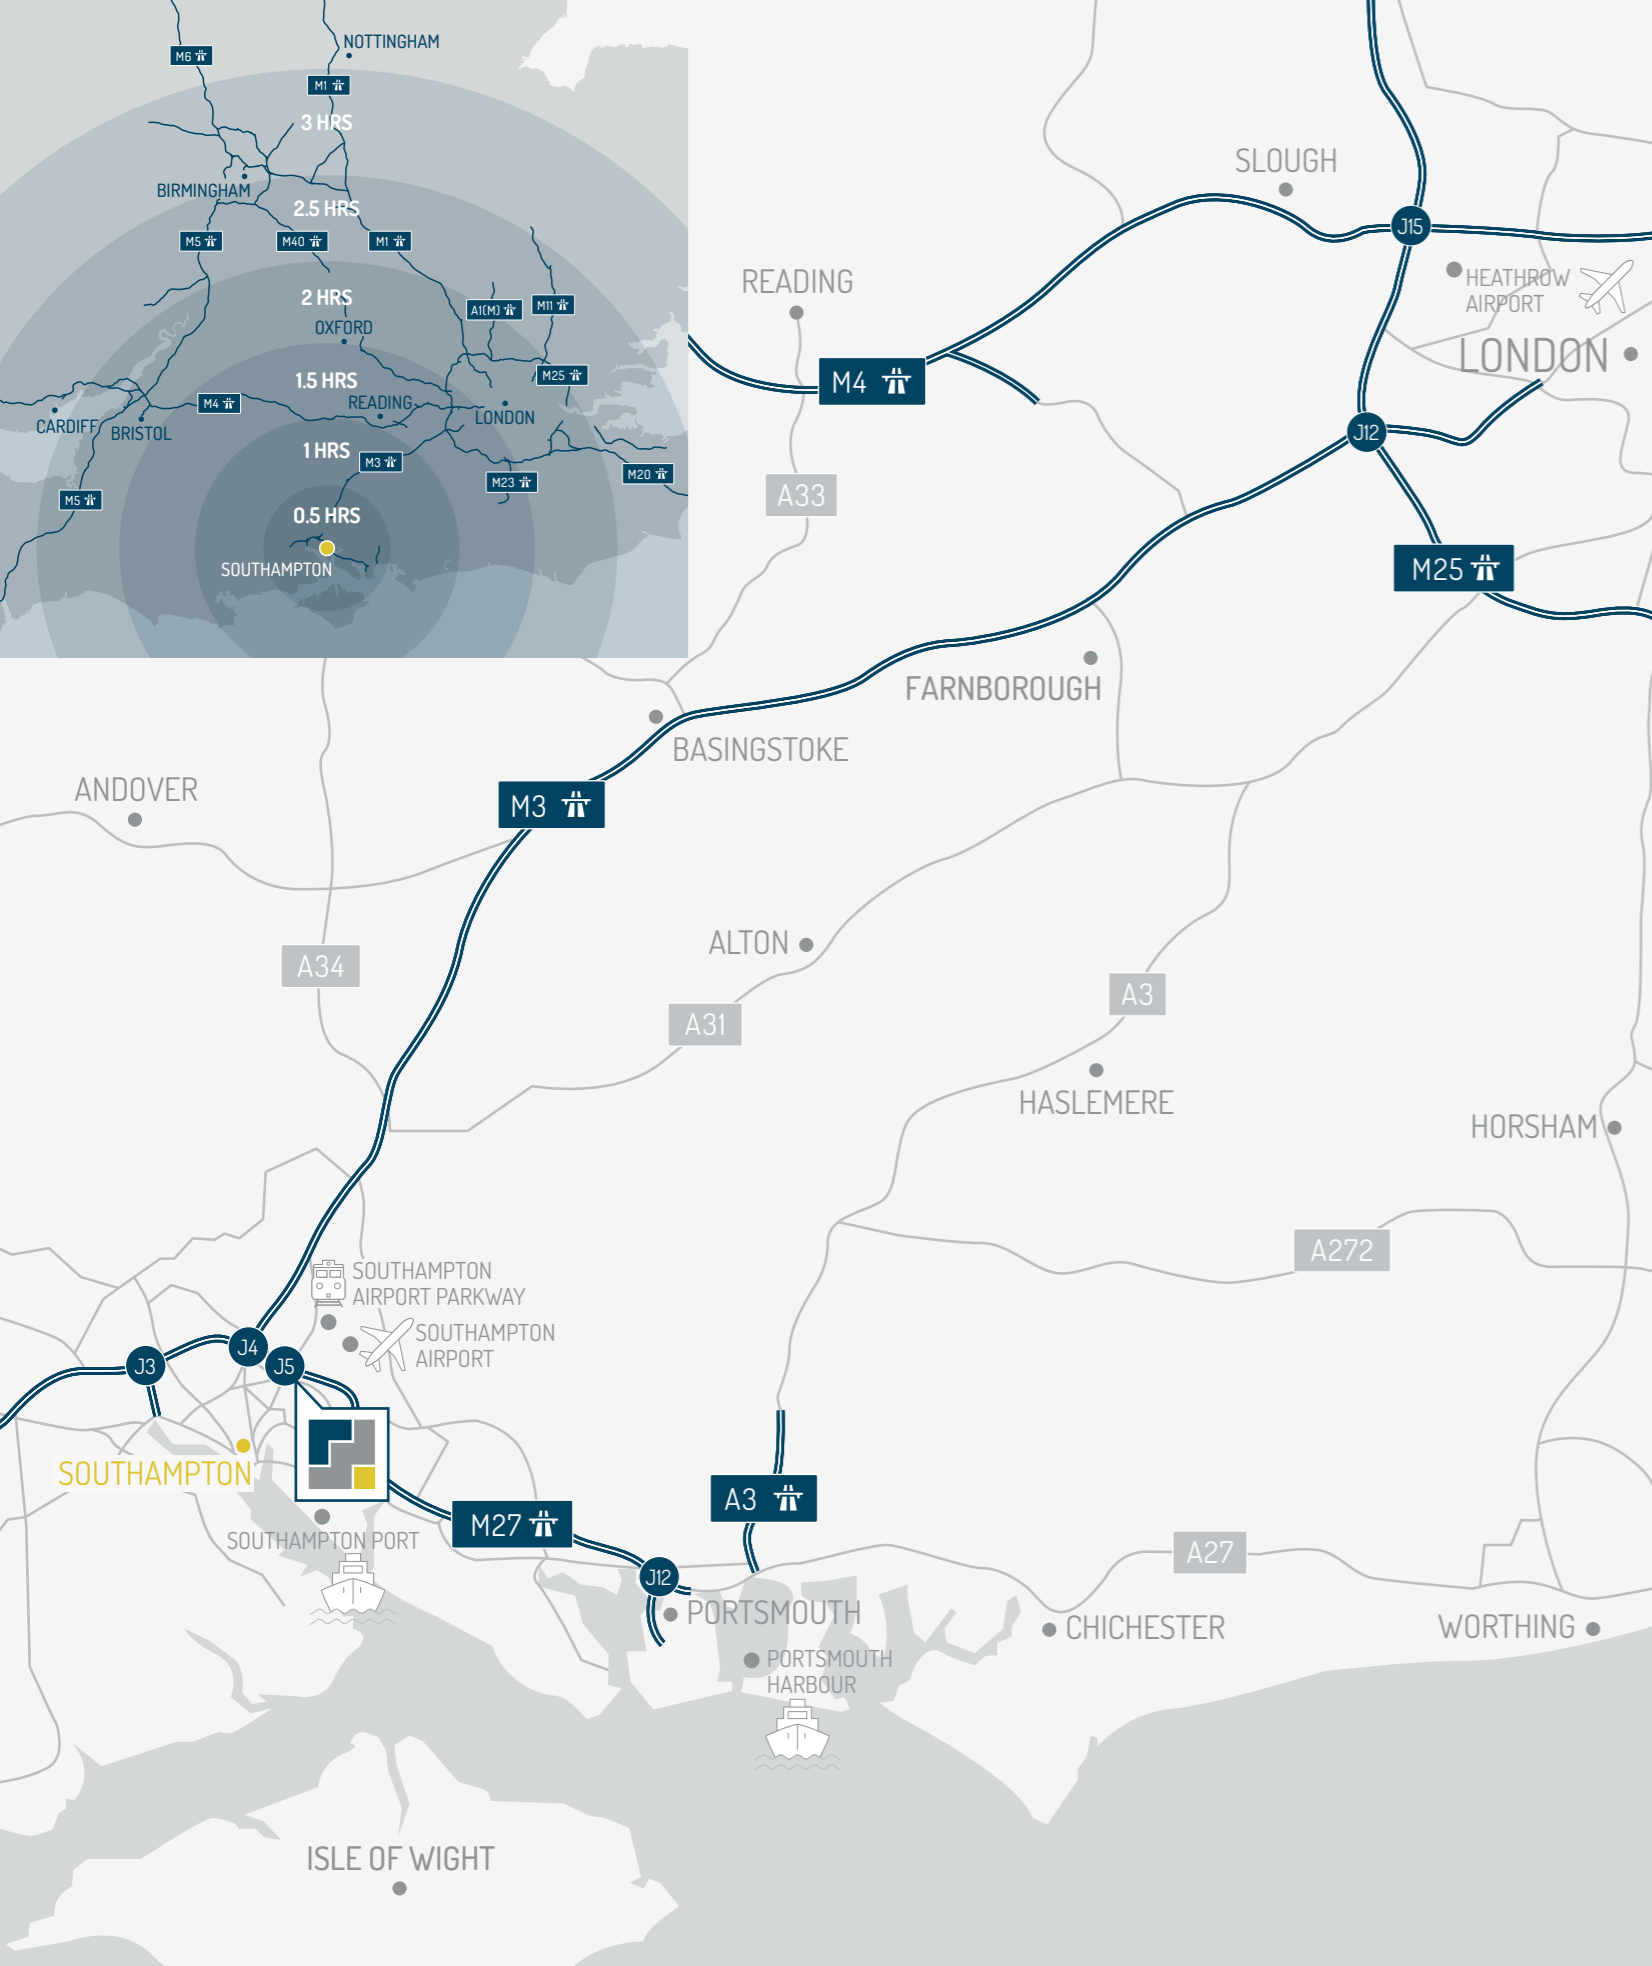 NOTTINGHAM
M6
M1
3 HRS
BIRMINGHAM
2.5 HRS
M5
M40
M1
2 HRS
A1(M)
M11
OXFORD
1.5 HRS
M25
M4
READING
LONDON
CARDIFF
BRISTOL
1 HRS
M3
M23
M20
M5
0.5 HRS
SOUTHAMPTON
SLOUGH
J15
READING
HEATHROW
AIRPORT
LONDON
M4
J12
A33
M25
FARNBOROUGH
BASINGSTOKE
ANDOVER
M3
ALTON
A34
A3
A31
HASLEMERE
HORSHAM
A272
SOUTHAMPTON
AIRPORT PARKWAY
SOUTHAMPTON
AIRPORT
J4
J3
J5
SOUTHAMPTON
A3
M27
SOUTHAMPTON PORT
A27
J12
PORTSMOUTH
CHICHESTER
WORTHING
PORTSMOUTH
HARBOUR
ISLE OF WIGHT